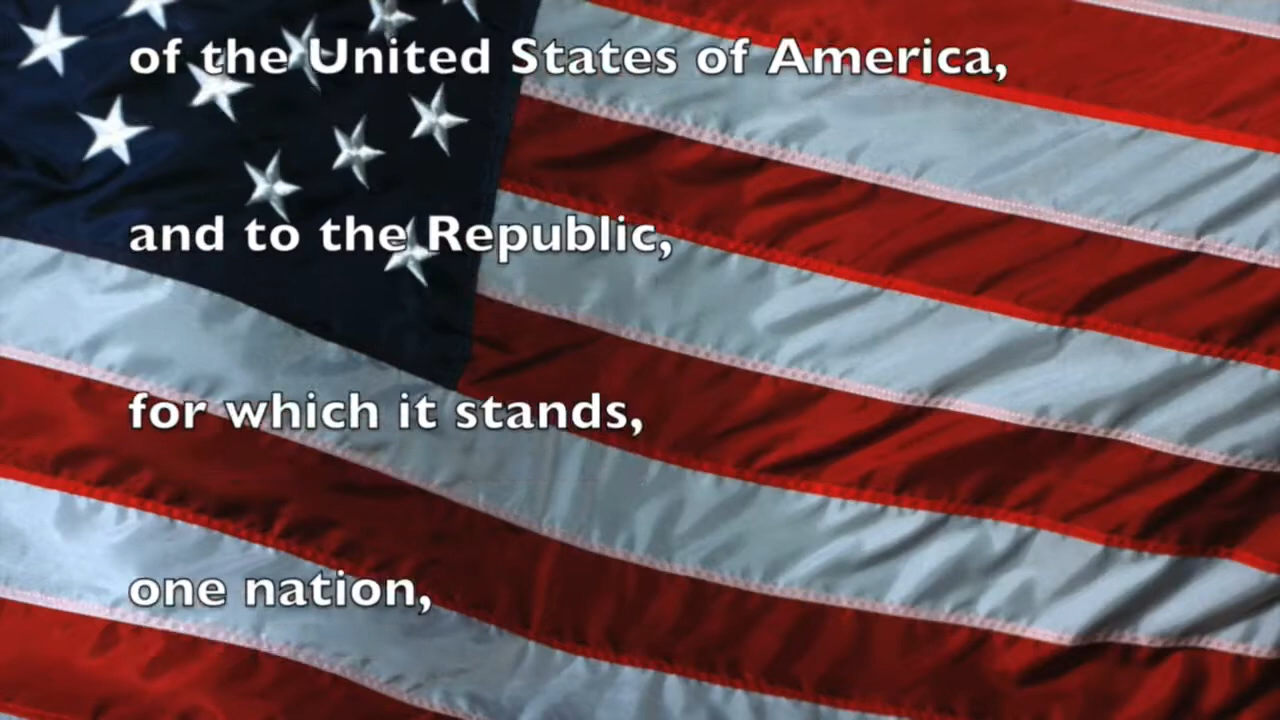 of the United States of America,
and to the Republic,
for which it stands,
one nation,